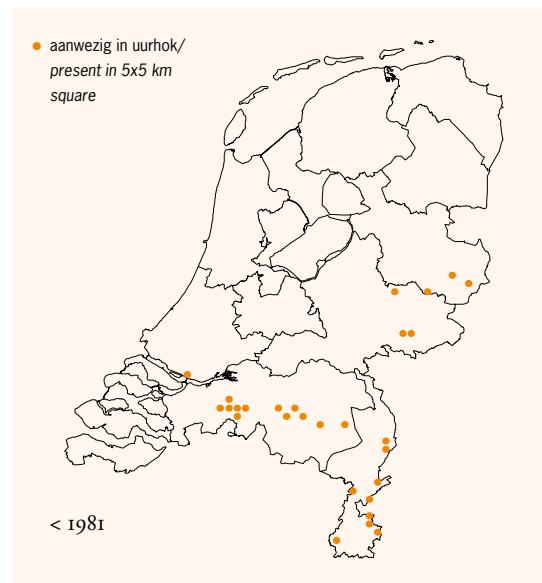 aanwezig in uurhok/
present in 5x5 km
square
< 1981